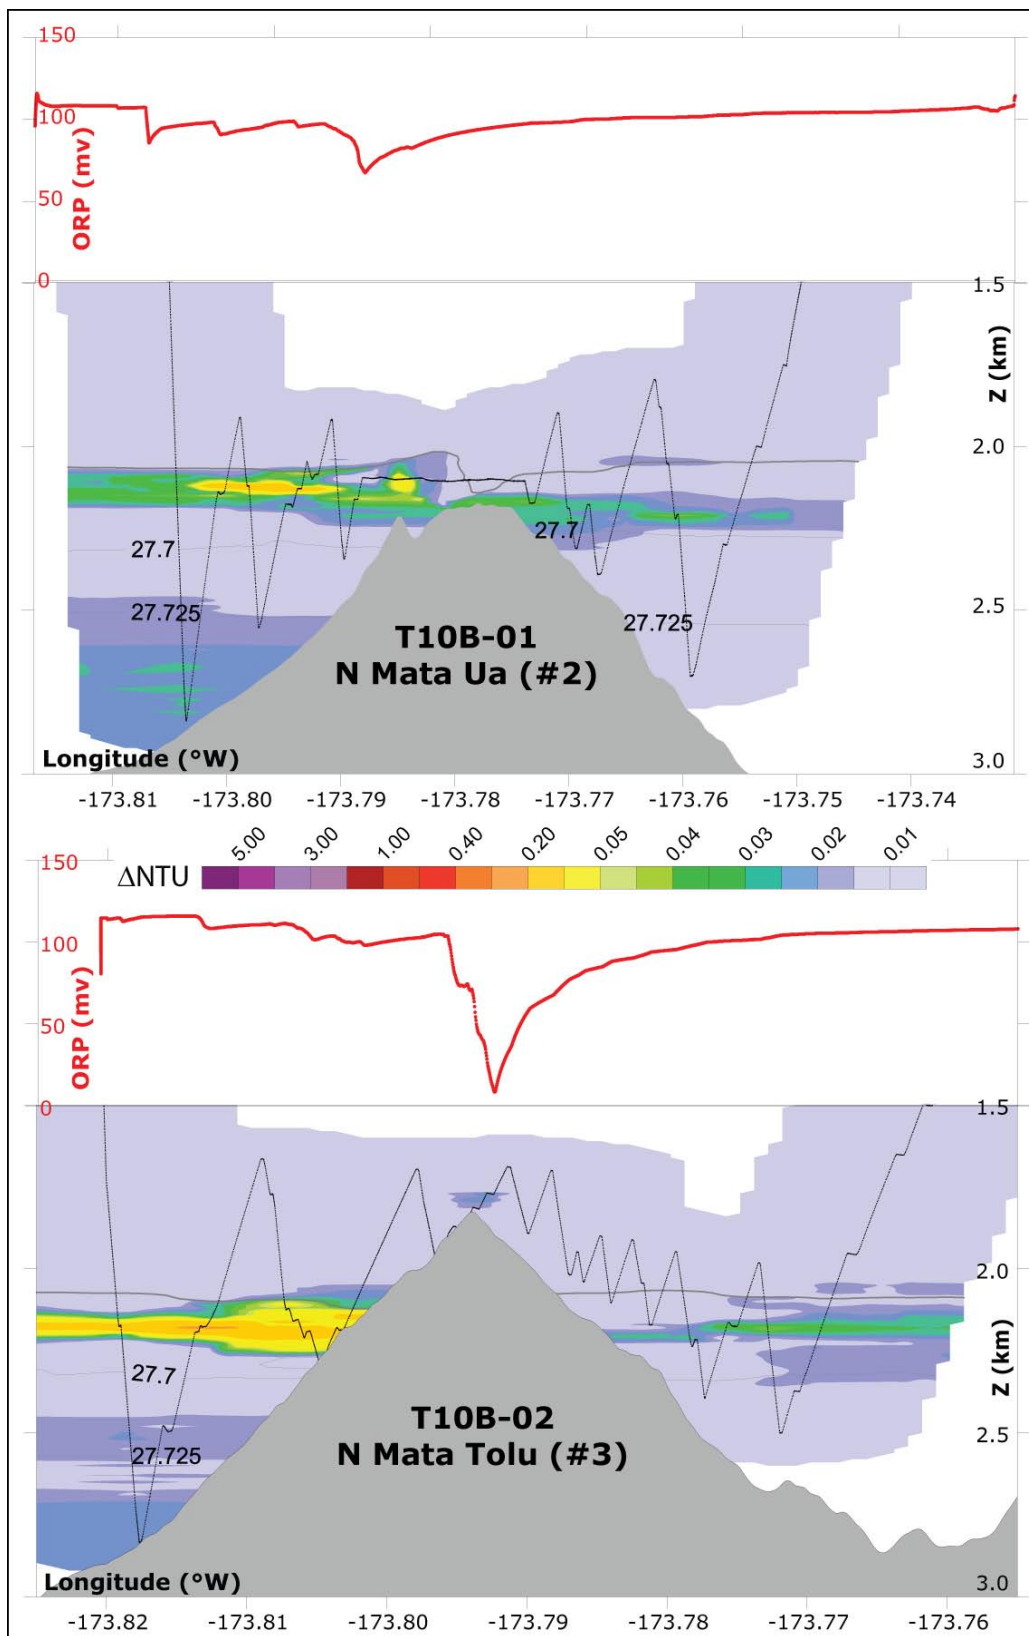 150
100
50
0
ORP (mv)
1.5
2.0
2.5
3.0
Z (km)
27.7
27.7
27.725
27.725
T10B-01
N Mata Ua (#2)
Longitude (°W)
-173.81 -173.80 -173.79 -173.78 -173.77 -173.76 -173.75 -173.74
ΔNTU
5.00 3.00 1.00 0.40 0.20 0.05 0.04 0.03 0.02 0.01
150
100
50
0
ORP (mv)
1.5
2.0
2.5
3.0
Z (km)
27.7
27.725
T10B-02
N Mata Tolu (#3)
Longitude (°W)
-173.82 -173.81 -173.80 -173.79 -173.78 -173.77 -173.76